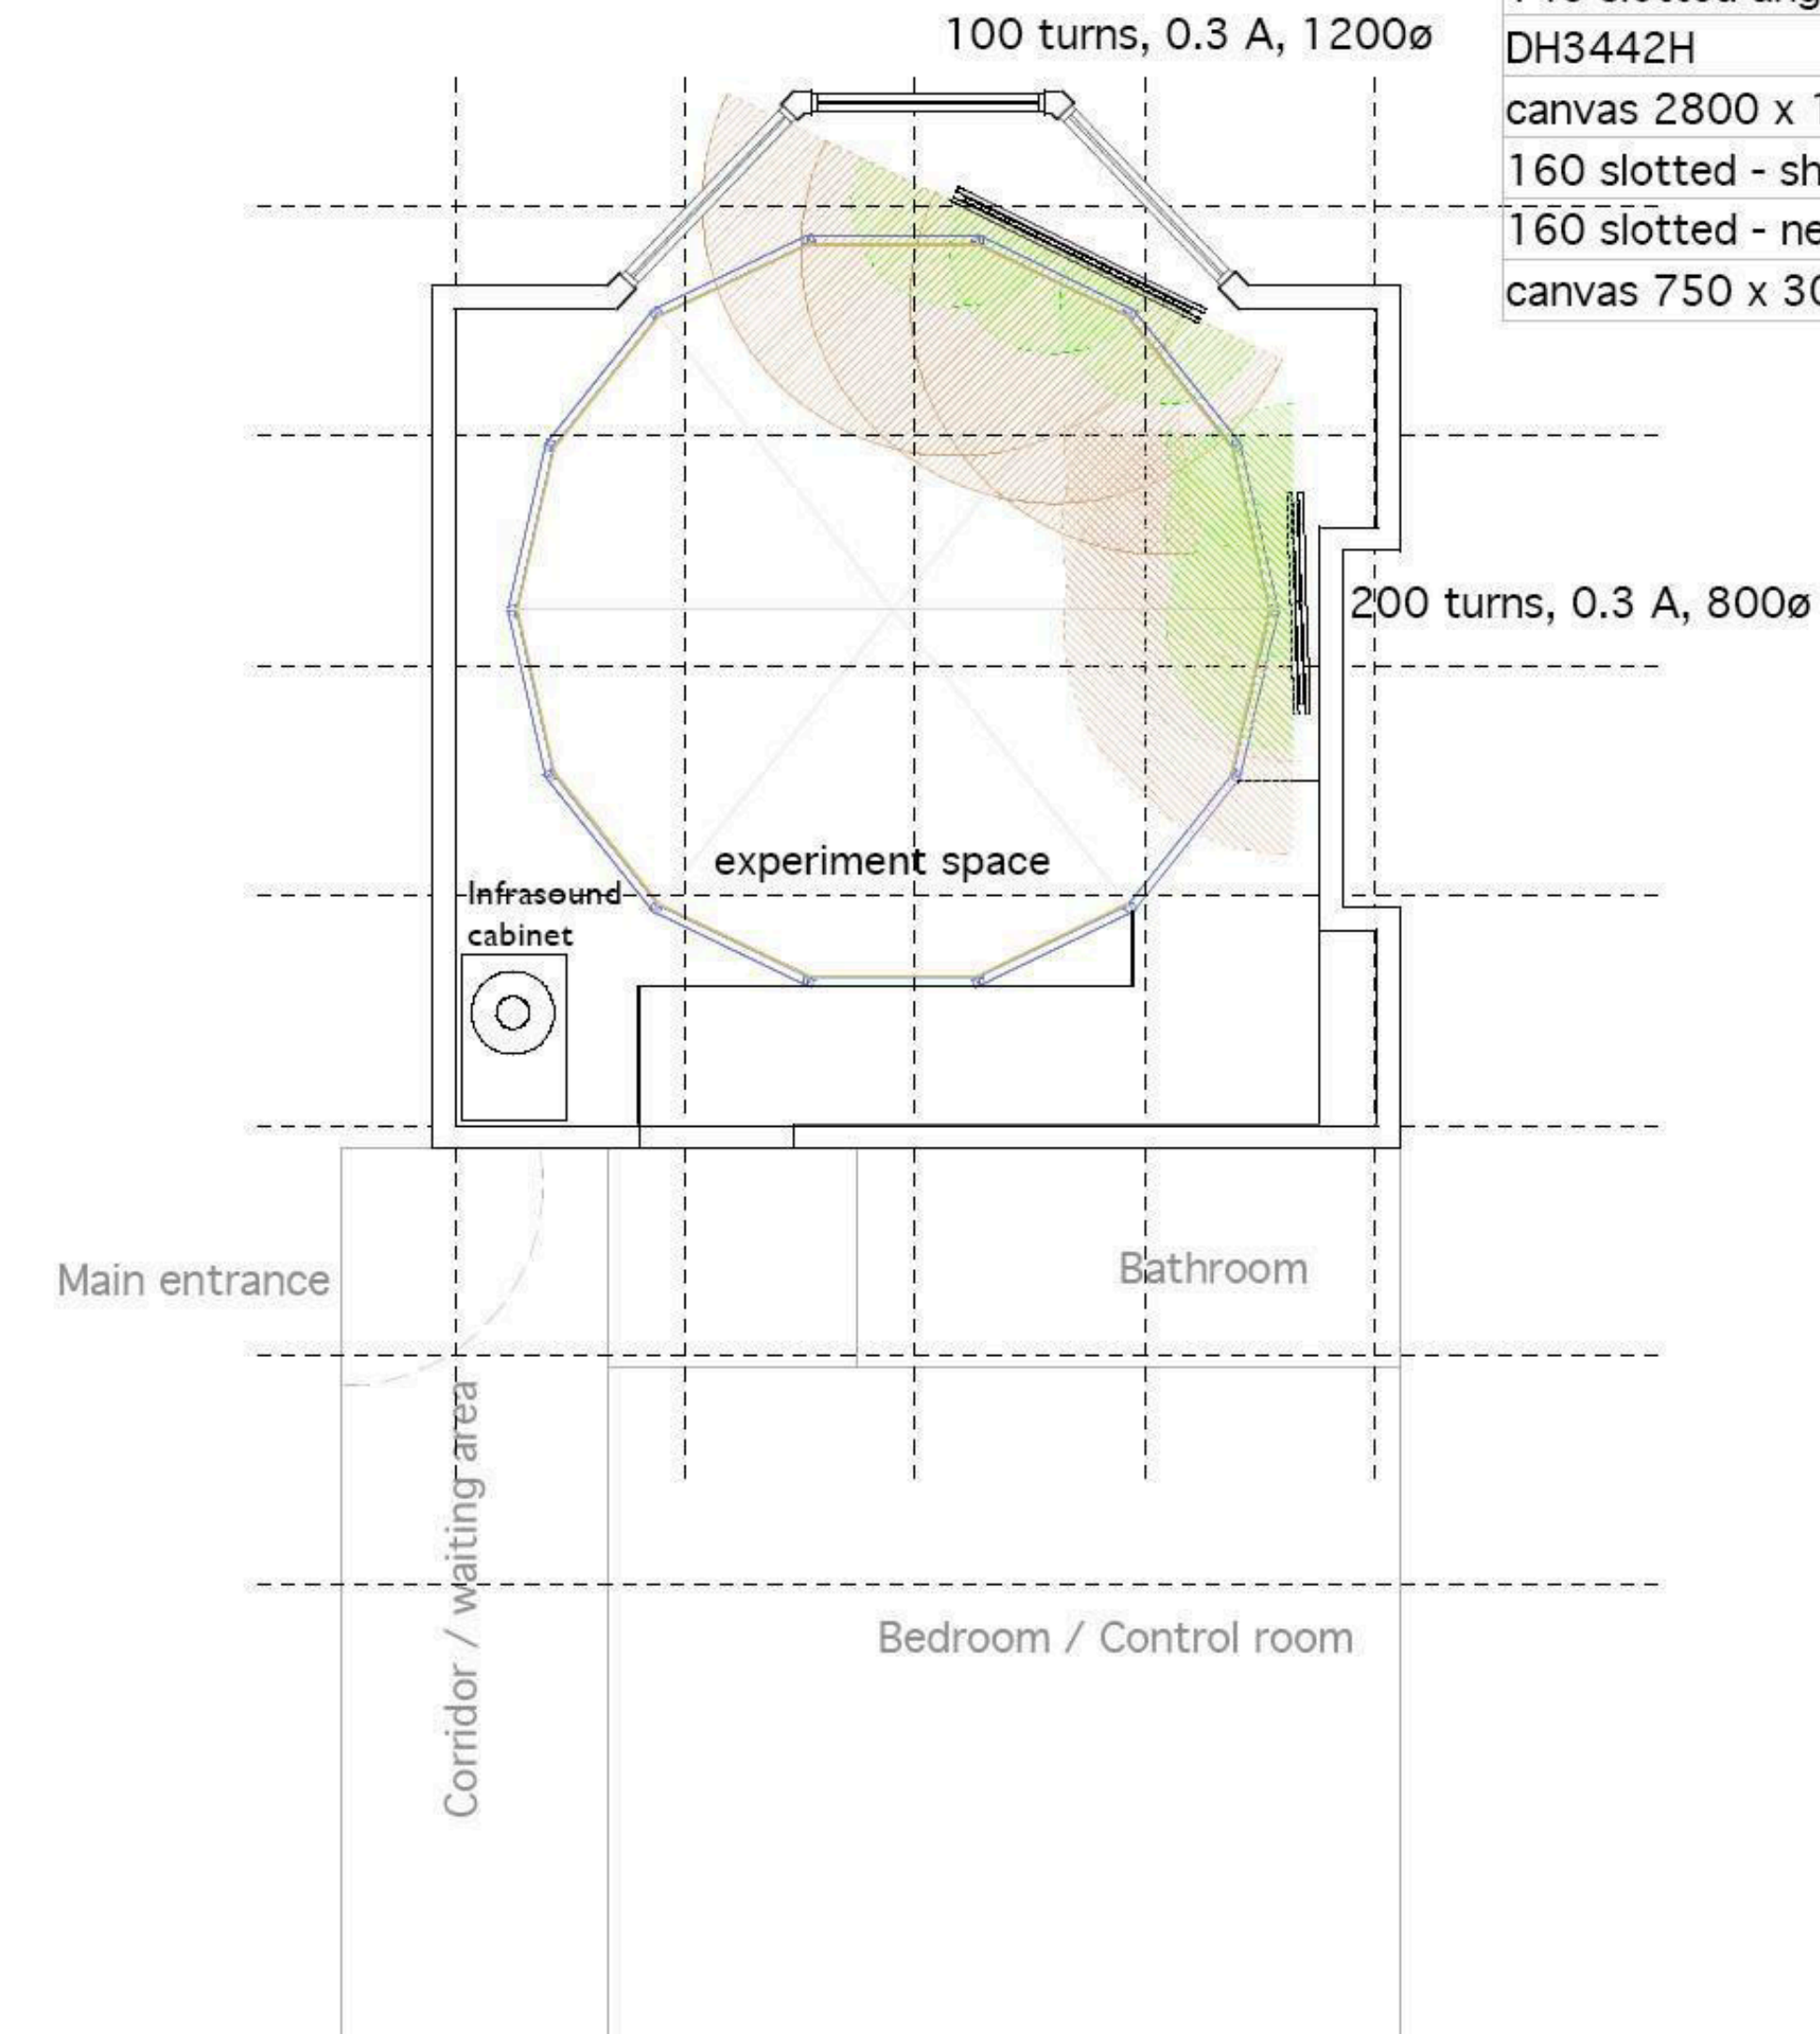 100 turns, 0.3 A, 1200ø
DH3442H
canvas 2800 x
160 slotted - sh
160 slotted - ne
canvas 750 x 30
200 turns, 0.3 A, 800ø
experiment space
Infrasound
cabinet
Main entrance
Bathroom
Corridor / waiting area
Bedroom / Control room